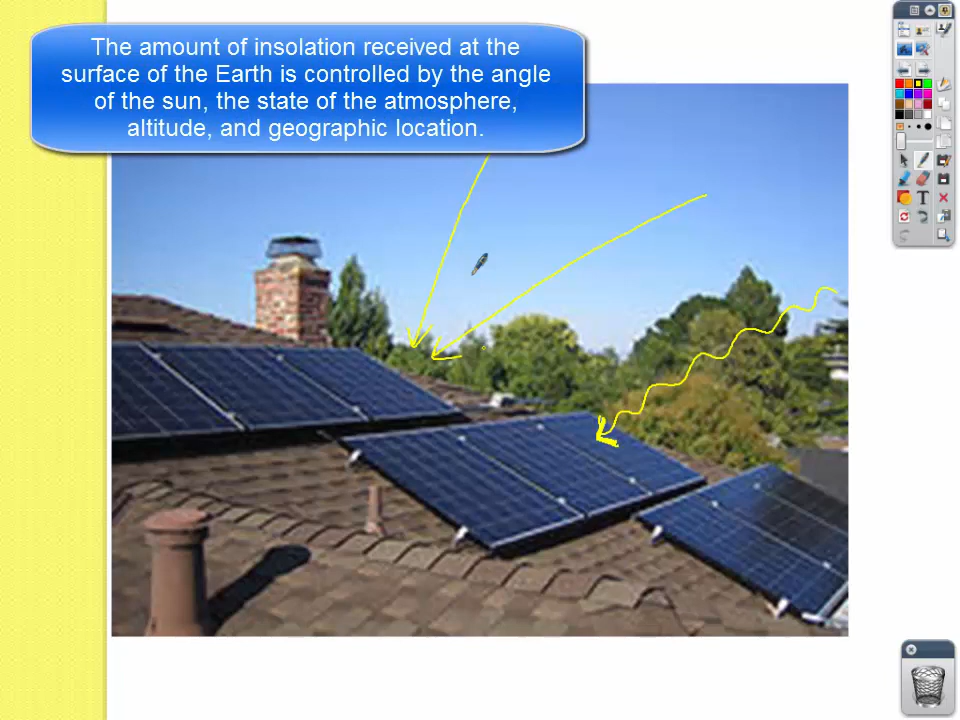 The amount of insolation received at the
surface of the Earth is controlled by the angle
of the sun, the state of the atmosphere,
altitude, and geographic location.
T